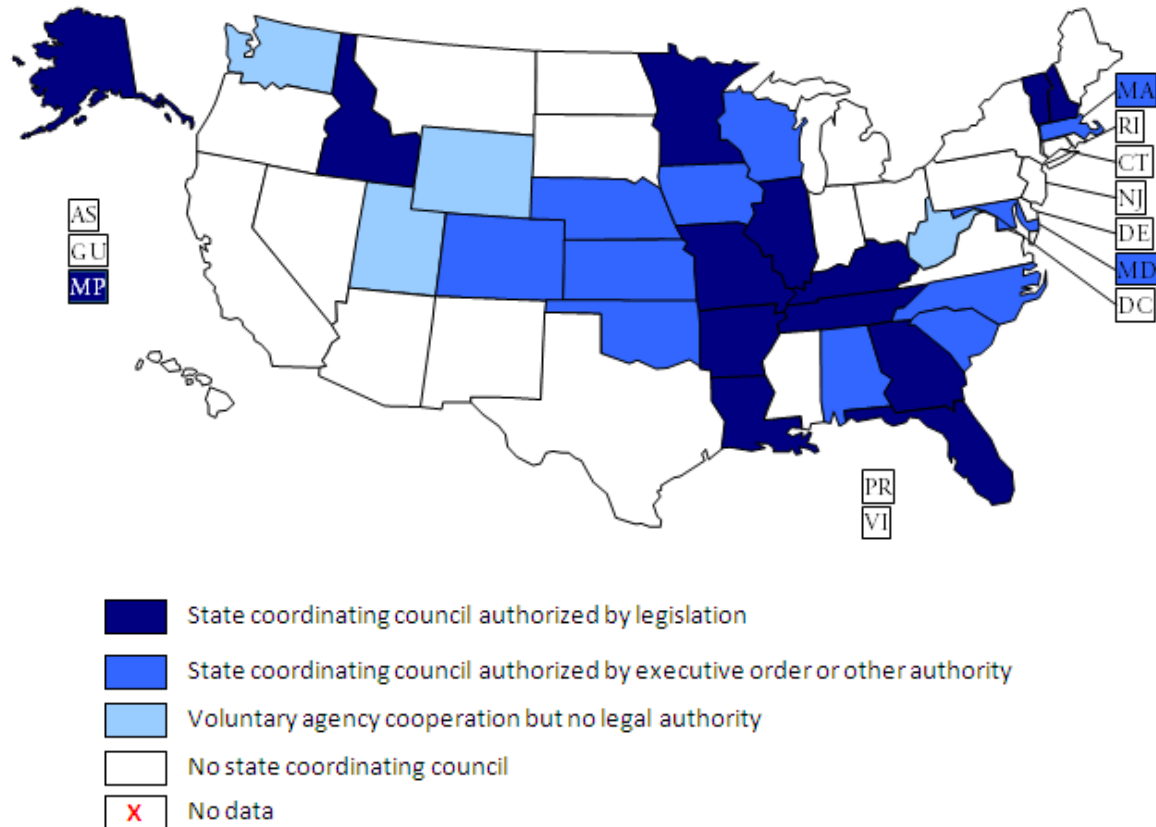 MA
RI
CT
NJ
DE
MD
DC
AS
GU
MP
PR
VI
State coordinating council authorized by legislation
State coordinating council authorized by executive order or other authority
Voluntary agency cooperation but no legal authority
No state coordinating council
X No data